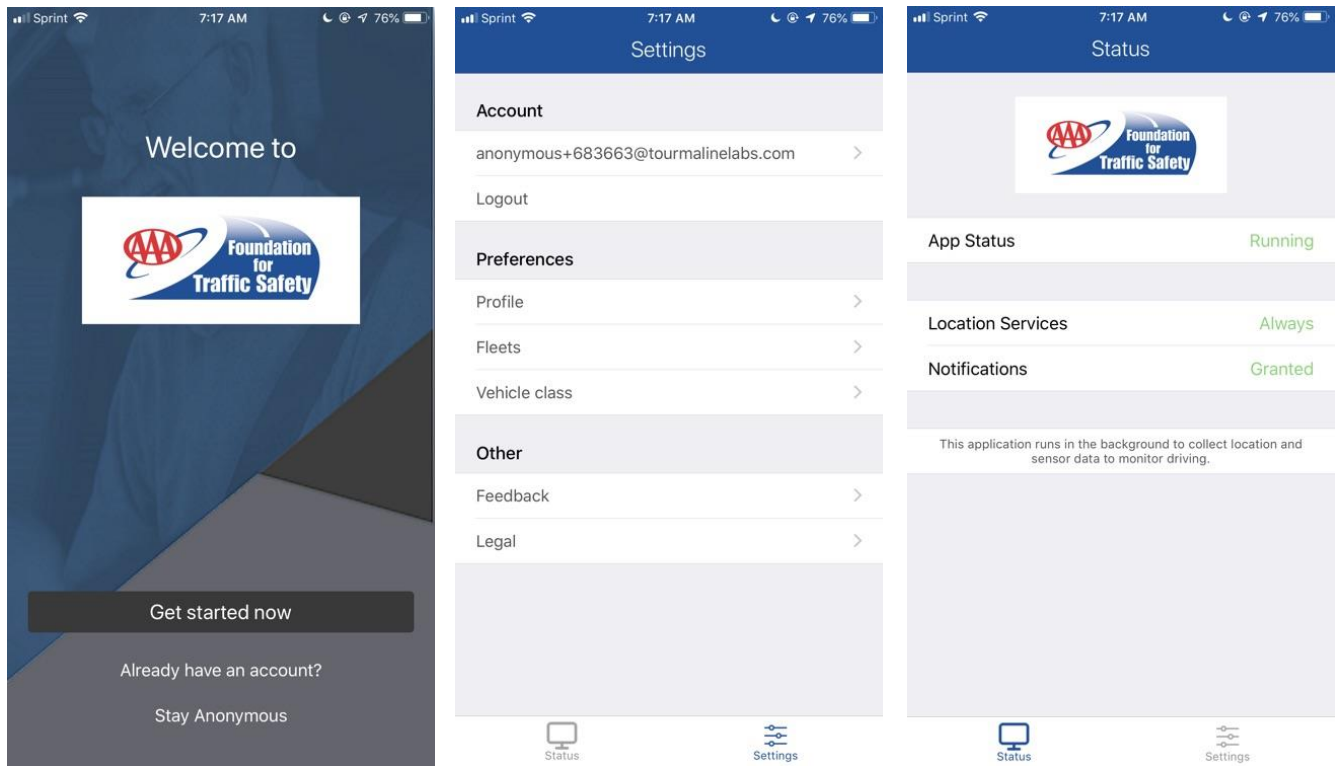 Sprint 7:17 AM 76%
Welcome to
AAA Foundation
for
Traffic Safety
Get started now
Already have an account?
Stay Anonymous
Sprint 7:17 AM 76%
Settings
Account
anonymous+683663@tourmalinelabs.com
Logout
Preferences
Profile
Fleets
Vehicle class
Other
Feedback
Legal
Status Settings
Sprint 7:17 AM 76%
Status
AAA Foundation
for
Traffic Safety
App Status Running
Location Services Always
Notifications Granted
This application runs in the background to collect location and
sensor data to monitor driving.
Status Settings